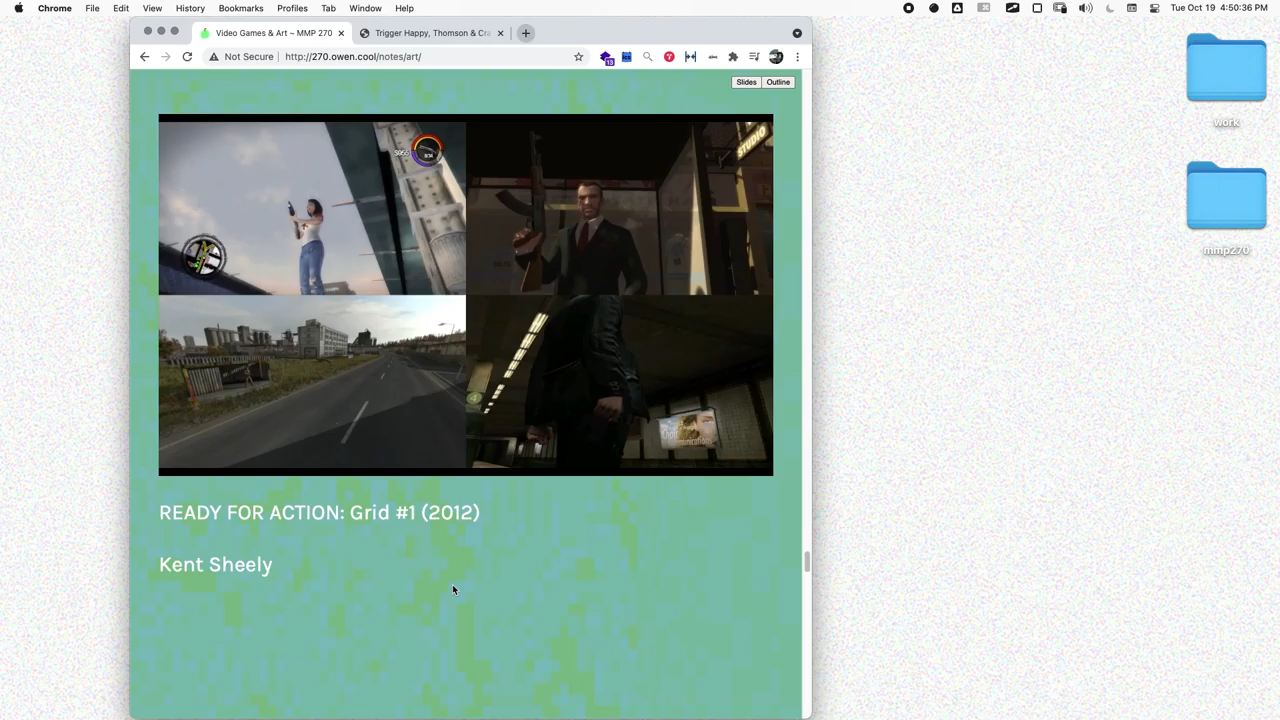 Chrome File Edit View History Bookmarks Profiles Tab Window Help Tue Oct 19 4:50:36 PM
Video Games & Art ~ MMP 270 Trigger Happy, Thomson & Cra
Not Secure http://270.owen.cool/notes/art/
13
Slides Outline
STUDIO
READY FOR ACTION: Grid #1 (2012)
Kent Sheely
work
mmp270